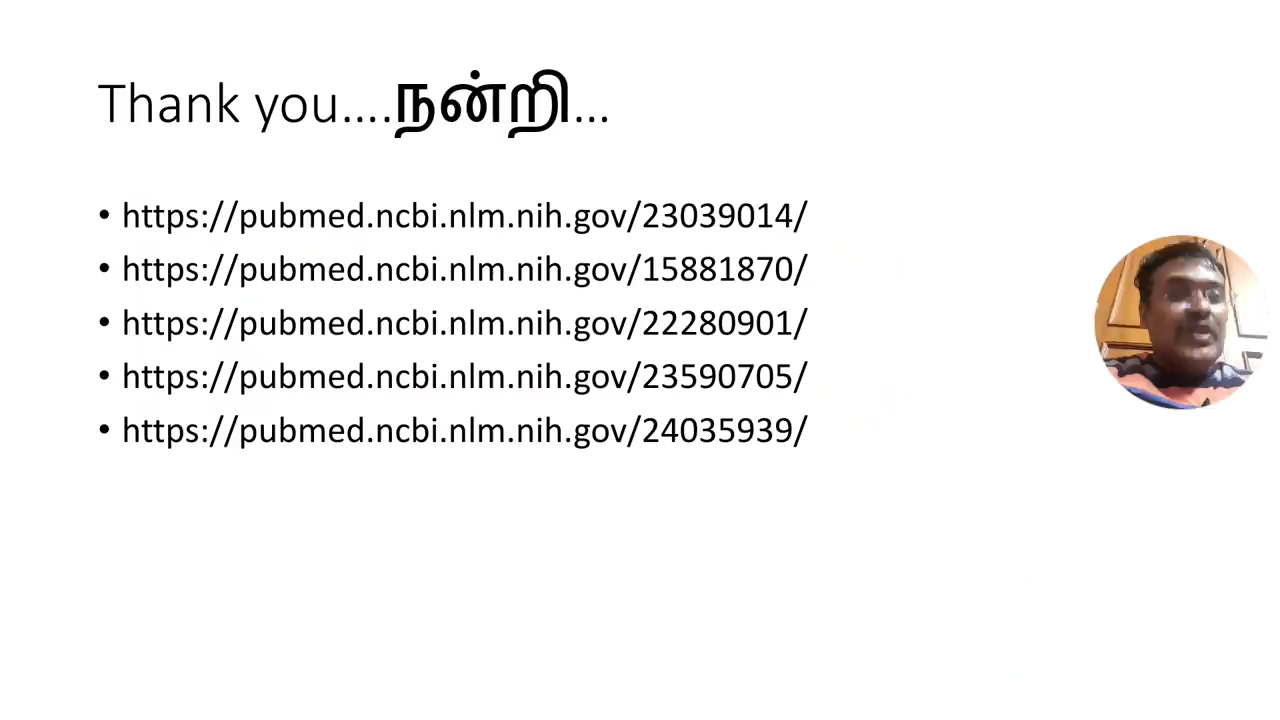 Thank you....நன்றி...
• https://pubmed.ncbi.nlm.nih.gov/23039014/
• https://pubmed.ncbi.nlm.nih.gov/15881870/
• https://pubmed.ncbi.nlm.nih.gov/22280901/
• https://pubmed.ncbi.nlm.nih.gov/23590705/
• https://pubmed.ncbi.nlm.nih.gov/24035939/